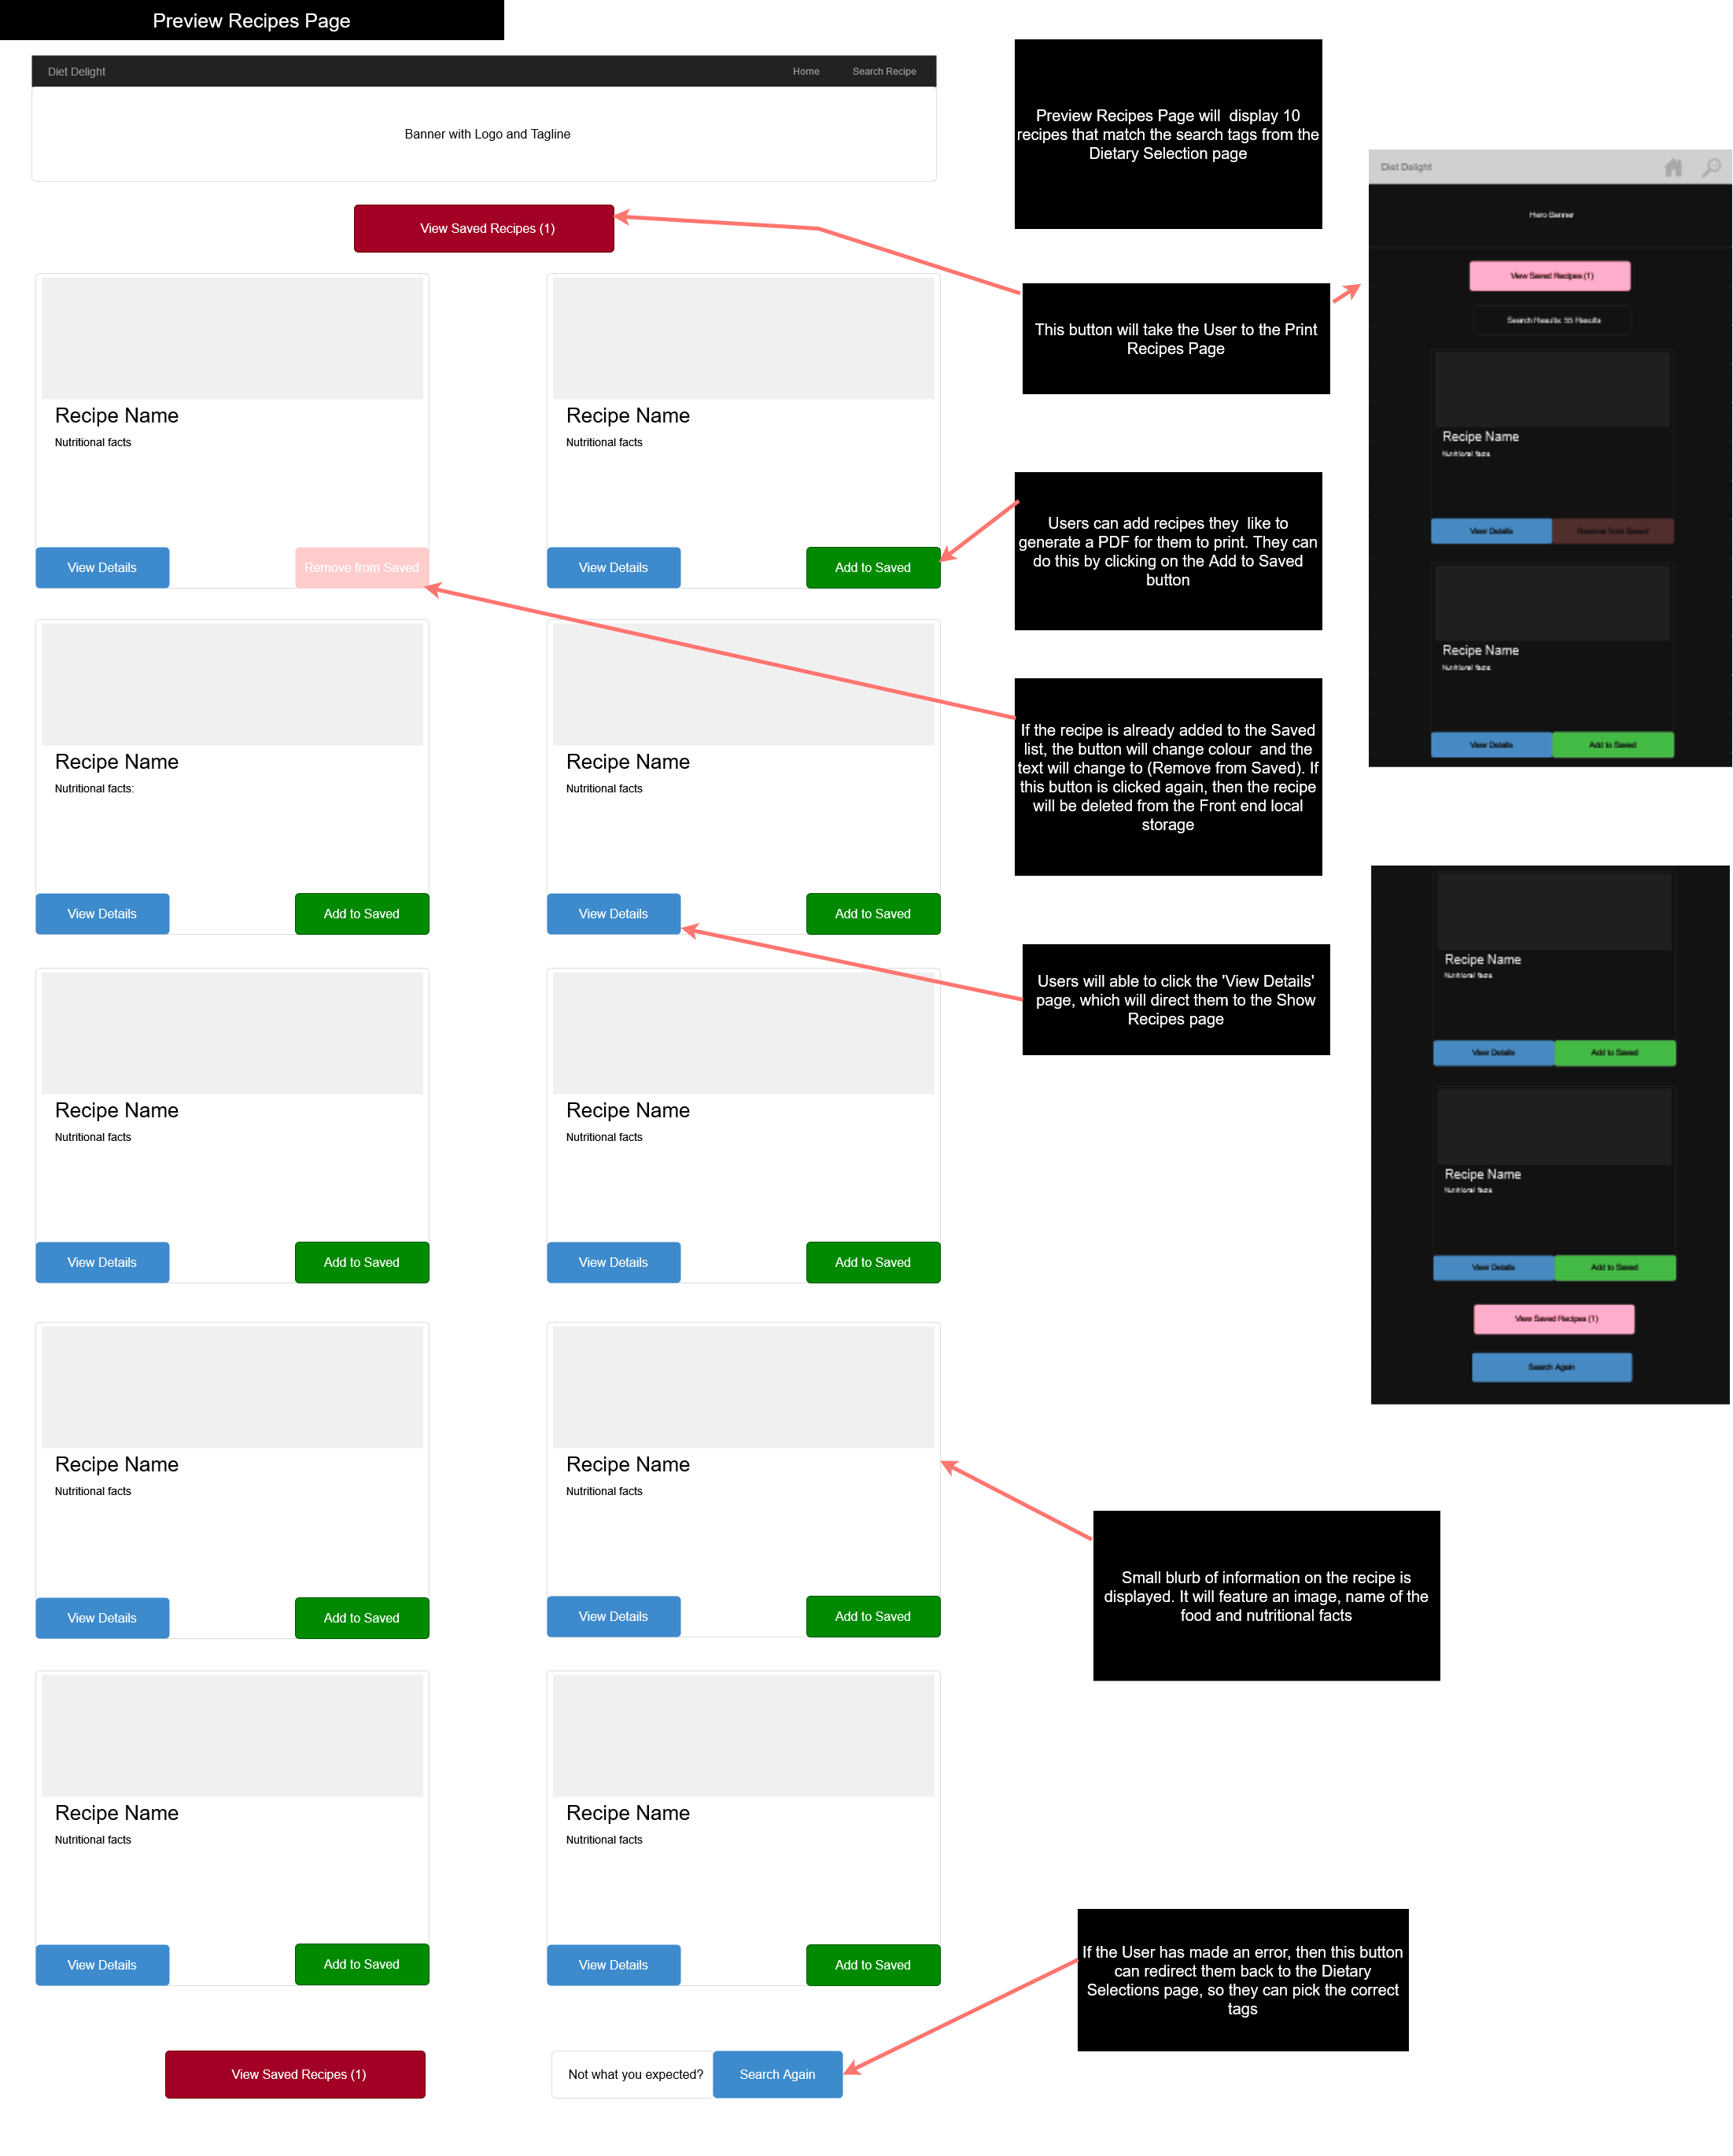 Preview Recipes Page
Diet Delight
Home
Search Recipe
Banner with Logo and Tagline
View Saved Recipes (1)
Recipe Name
Nutritional facts
View Details
Remove from Saved
Recipe Name
Nutritional facts
View Details
Add to Saved
Recipe Name
Nutritional facts:
View Details
Add to Saved
Recipe Name
Nutritional facts
View Details
Add to Saved
Recipe Name
Nutritional facts
View Details
Add to Saved
Recipe Name
Nutritional facts
View Details
Add to Saved
Recipe Name
Nutritional facts
View Details
Add to Saved
Recipe Name
Nutritional facts
View Details
Add to Saved
Recipe Name
Nutritional facts
View Details
Add to Saved
Recipe Name
Nutritional facts
View Details
Add to Saved
View Saved Recipes (1)
Not what you expected?
Search Again
Preview Recipes Page will  display 10
recipes that match the search tags from the
Dietary Selection page
This button will take the User to the Print
Recipes Page
Users can add recipes they  like to
generate a PDF for them to print. They can
do this by clicking on the Add to Saved
button
If the recipe is already added to the Saved
list, the button will change colour  and the
text will change to (Remove from Saved). If
this button is clicked again, then the recipe
will be deleted from the Front end local
storage
Users will able to click the 'View Details'
page, which will direct them to the Show
Recipes page
Small blurb of information on the recipe is
displayed. It will feature an image, name of the
food and nutritional facts
If the User has made an error, then this button
can redirect them back to the Dietary
Selections page, so they can pick the correct
tags
Diet Delight
Hero Banner
View Saved Recipes (1)
Search Results: 55 Results
Recipe Name
Nutritional facts
View Details
Remove from Saved
Recipe Name
Nutritional facts
View Details
Add to Saved
Recipe Name
Nutritional facts
View Details
Add to Saved
Recipe Name
Nutritional facts
View Details
Add to Saved
View Saved Recipes (1)
Search Again